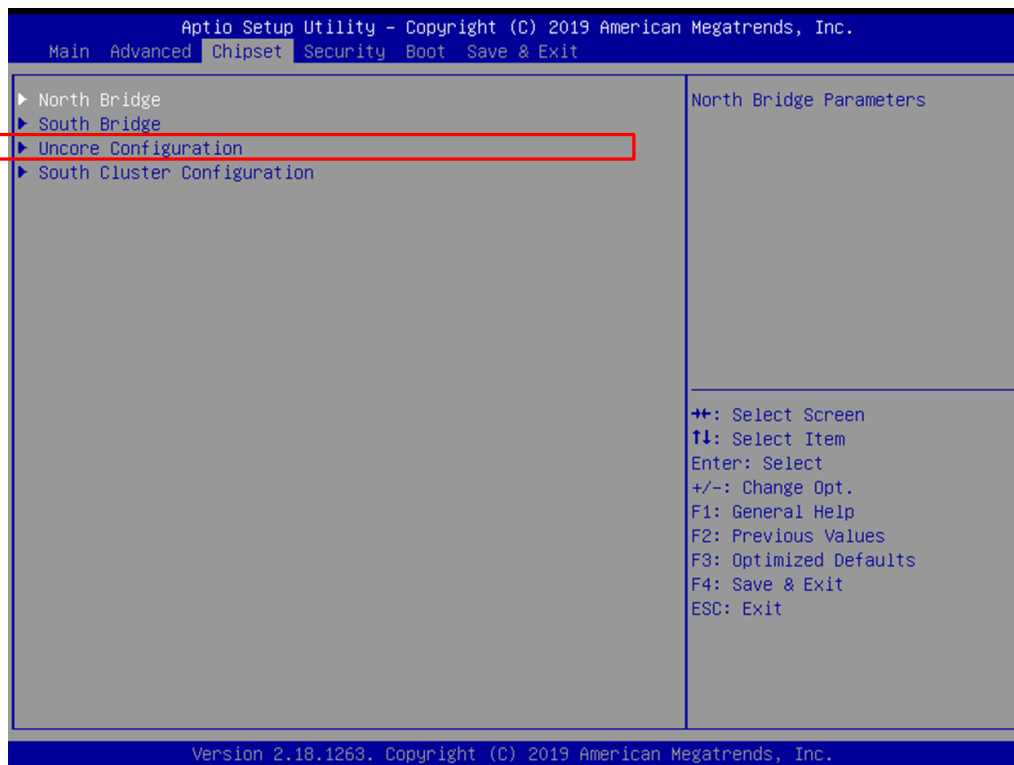 Aptio Setup Utility – Copyright (C) 2019 American Megatrends, Inc.
Main Advanced Chipset Security Boot Save & Exit
▶ North Bridge
▶ South Bridge
▶ Uncore Configuration
▶ South Cluster Configuration
North Bridge Parameters
→←: Select Screen
↑↓: Select Item
Enter: Select
+/-: Change Opt.
F1: General Help
F2: Previous Values
F3: Optimized Defaults
F4: Save & Exit
ESC: Exit
Version 2.18.1263. Copyright (C) 2019 American Megatrends, Inc.